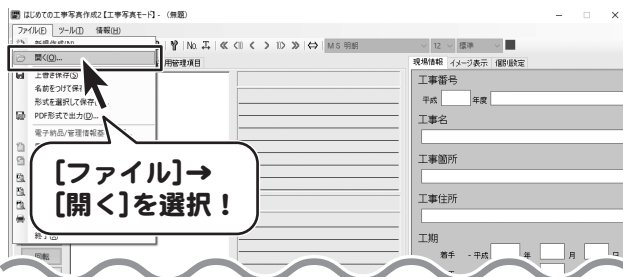 はじめての工事写真作成2【工事写真モード】 - (無題)
ファイル(F) ツール(T) 情報(H)
No. MS 明朝 12 標準
開く(O)...
用管理項目
現場情報 イメージ表示 個別設定
上書き保存(S)
名前をつけて保存
形式を選択して保存
PDF形式で出力(D)...
電子納品/管理情報基
工事番号
平成 年度
工事名
工事箇所
工事住所
工期
着手 - 平成 年 月 日
[ファイル]→
[開く]を選択!
終了(X)
回転